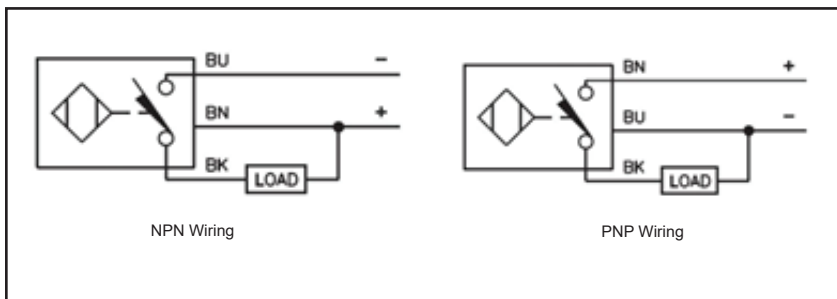 BU −
BN +
BK LOAD
NPN Wiring
BN +
BU −
BK LOAD
PNP Wiring